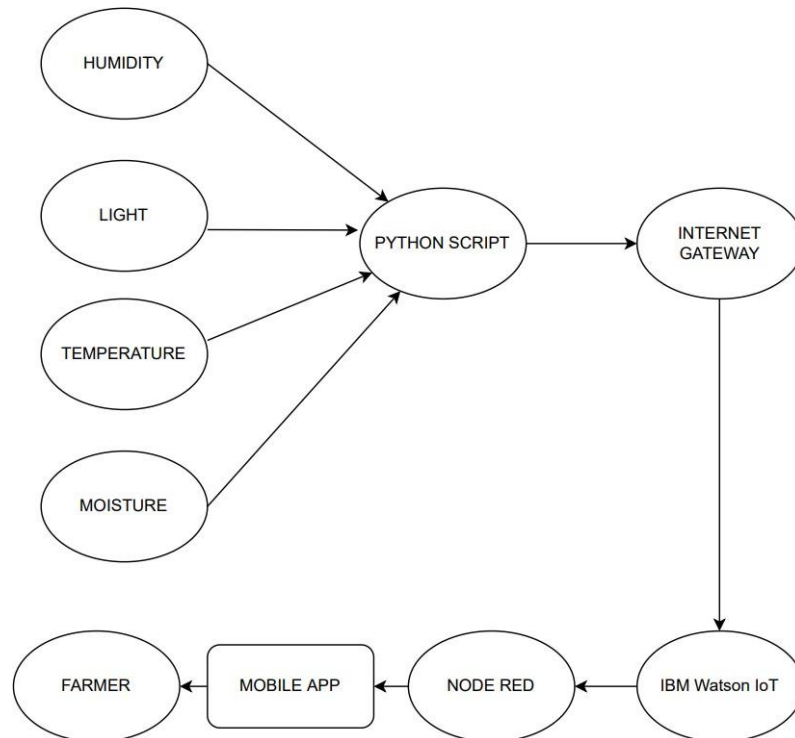 HUMIDITY
LIGHT
TEMPERATURE
MOISTURE
PYTHON SCRIPT
INTERNET
GATEWAY
IBM Watson IoT
NODE RED
MOBILE APP
FARMER